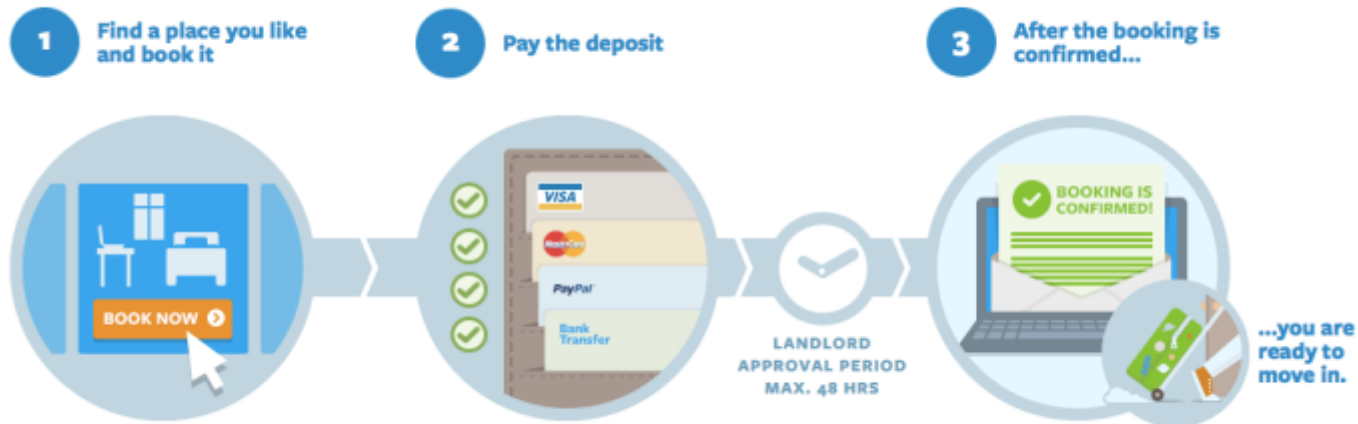 1
Find a place you like
and book it
BOOK NOW
2
Pay the deposit
VISA
MasterCard
PayPal
Bank
Transfer
LANDLORD
APPROVAL PERIOD
MAX. 48 HRS
3
After the booking is
confirmed...
BOOKING IS
CONFIRMED!
...you are
ready to
move in.